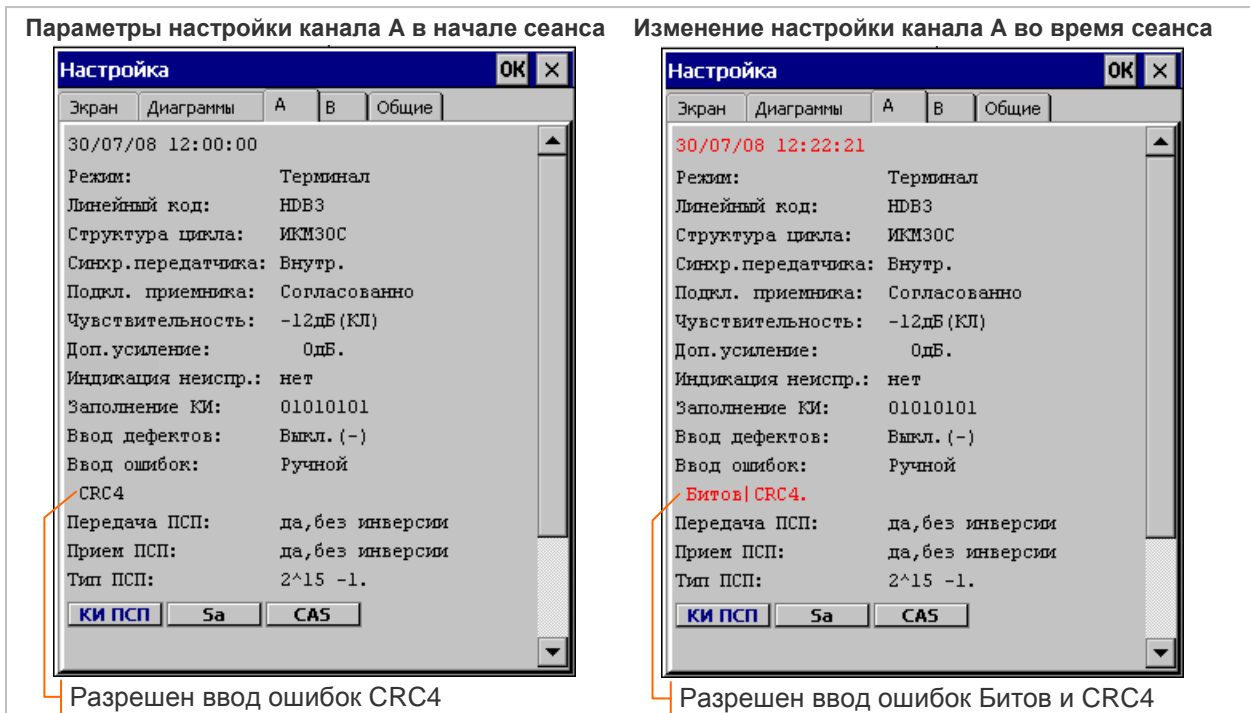 Параметры настройки канала А в начале сеанса
Настройка OK ×
Экран Диаграммы A B Общие
30/07/08 12:00:00
Режим: Терминал
Линейный код: HDB3
Структура цикла: ИКМ30С
Синхр.передатчика: Внутр.
Подкл. приемника: Согласованно
Чувствительность: -12дБ(КЛ)
Доп.усиление: 0дБ.
Индикация неиспр.: нет
Заполнение КИ: 01010101
Ввод дефектов: Выкл.(-)
Ввод ошибок: Ручной
CRC4
Передача ПСП: да,без инверсии
Прием ПСП: да,без инверсии
Тип ПСП: 2^15 -1.
КИ ПСП Sa CAS
Разрешен ввод ошибок CRC4
Изменение настройки канала А во время сеанса
Настройка OK ×
Экран Диаграммы A B Общие
30/07/08 12:22:21
Режим: Терминал
Линейный код: HDB3
Структура цикла: ИКМ30С
Синхр.передатчика: Внутр.
Подкл. приемника: Согласованно
Чувствительность: -12дБ(КЛ)
Доп.усиление: 0дБ.
Индикация неиспр.: нет
Заполнение КИ: 01010101
Ввод дефектов: Выкл.(-)
Ввод ошибок: Ручной
Битов|CRC4.
Передача ПСП: да,без инверсии
Прием ПСП: да,без инверсии
Тип ПСП: 2^15 -1.
КИ ПСП Sa CAS
Разрешен ввод ошибок Битов и CRC4